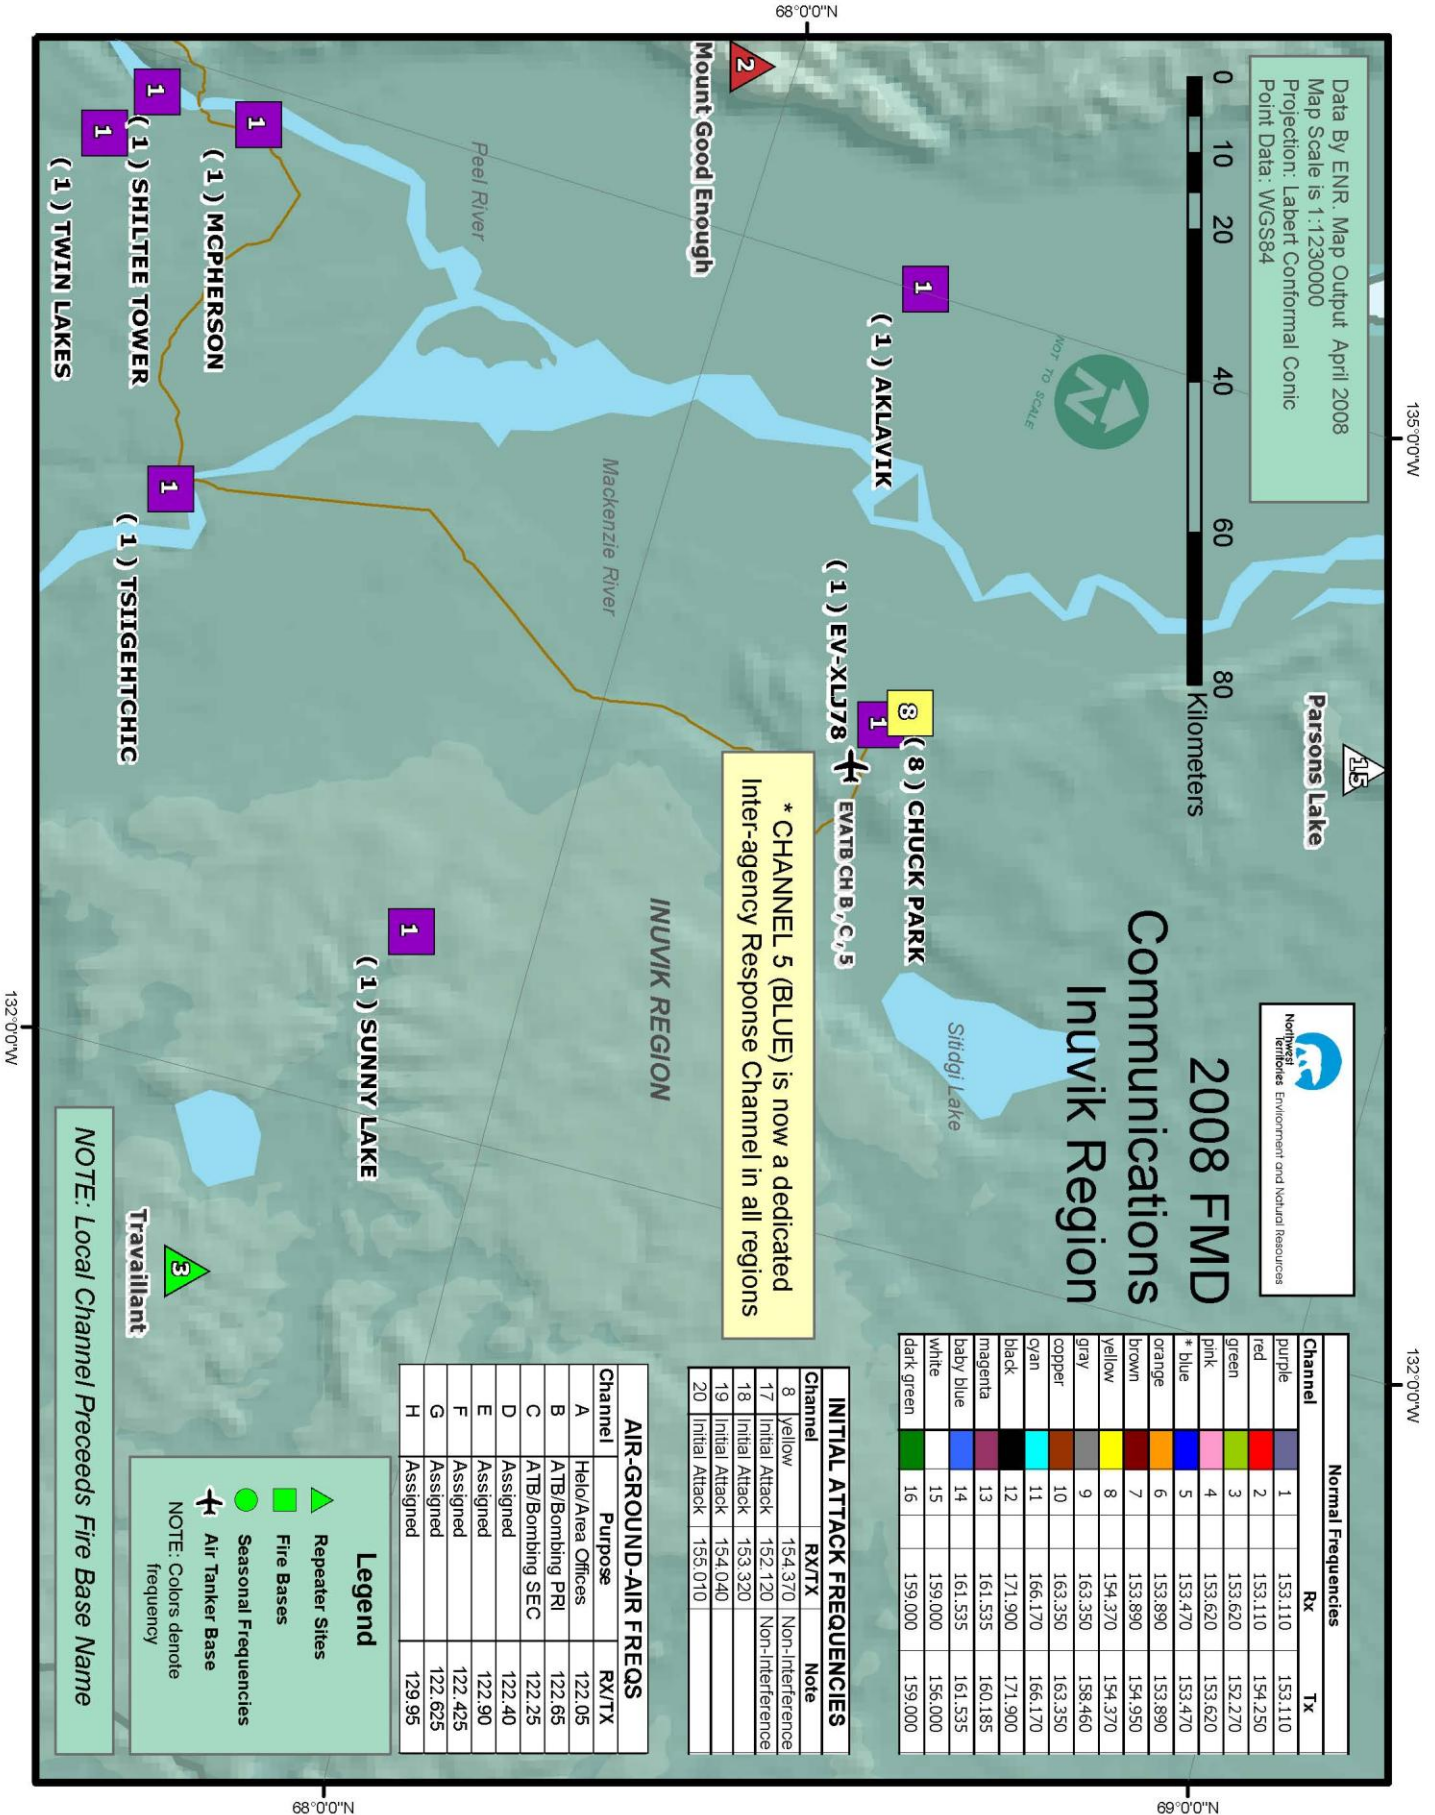 68°0'0"N
135°0'0"W
132°0'0"W
132°0'0"W
68°0'0"N
69°0'0"N
Data By ENR. Map Output April 2008
Map Scale is 1:1230000
Projection: Labert Conformal Conic
Point Data: WGS84
0 10 20 40 60 80
Kilometers
NOT TO SCALE
N
Northwest
Territories Environment and Natural Resources
2008 FMD
Communications
Inuvik Region
15
Parsons Lake
2
Mount Good Enough
1
( 1 ) AKLAVIK
8
( 8 ) CHUCK PARK
1
( 1 ) EV-XLJ78
EVATB CH B , C , 5
Sitidgi Lake
* CHANNEL 5 (BLUE) is now a dedicated
Inter-agency Response Channel in all regions
INUVIK REGION
Peel River
Mackenzie River
1
( 1 ) MCPHERSON
1
( 1 ) SHILTEE TOWER
1
( 1 ) TWIN LAKES
1
( 1 ) TSIIGEHTCHIC
1
( 1 ) SUNNY LAKE
3
Travaillant
Normal Frequencies
Channel Rx Tx
purple 1 153.110 153.110
red 2 153.110 154.250
green 3 153.620 152.270
pink 4 153.620 153.620
* blue 5 153.470 153.470
orange 6 153.890 153.890
brown 7 153.890 154.950
yellow 8 154.370 154.370
gray 9 163.350 158.460
copper 10 163.350 163.350
cyan 11 166.170 166.170
black 12 171.900 171.900
magenta 13 161.535 160.185
baby blue 14 161.535 161.535
white 15 159.000 156.000
dark green 16 159.000 159.000
INITIAL ATTACK FREQUENCIES
Channel RX/TX Note
8 yellow 154.370 Non-Interference
17 Initial Attack 152.120 Non-Interference
18 Initial Attack 153.320
19 Initial Attack 154.040
20 Initial Attack 155.010
AIR-GROUND-AIR FREQS
Channel Purpose RX/TX
A Helo/Area Offices 122.05
B ATB/Bombing PRI 122.65
C ATB/Bombing SEC 122.25
D Assigned 122.40
E Assigned 122.90
F Assigned 122.425
G Assigned 122.625
H Assigned 129.95
Legend
Repeater Sites
Fire Bases
Seasonal Frequencies
Air Tanker Base
NOTE: Colors denote
frequency
NOTE: Local Channel Preceeds Fire Base Name